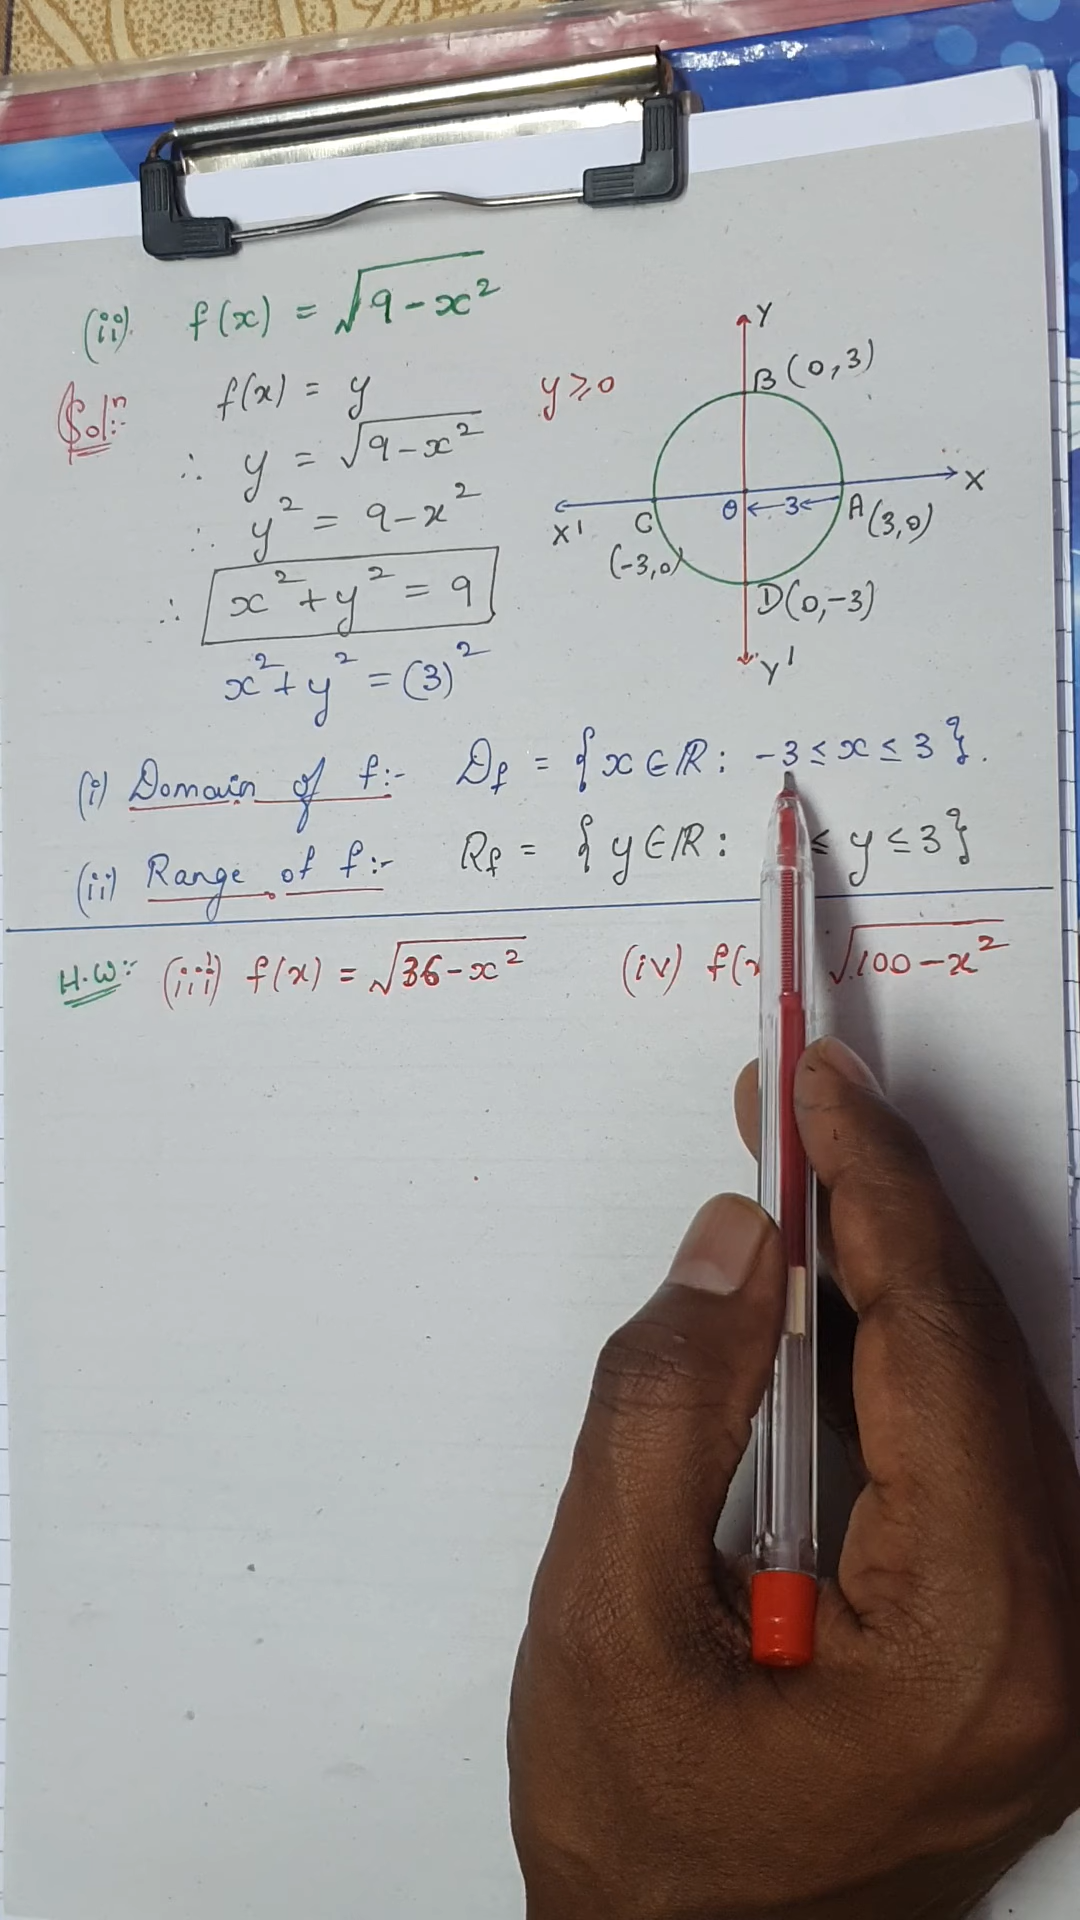 (ii). f(x) = √9-x²
Solⁿ:- f(x) = y y ⩾ 0
∴ y = √9-x²
∴ y² = 9-x²
∴ x²+y² = 9
x²+y² = (3)²
Y
B (0,3)
X
X' C O 3 A (3,0)
(-3,0)
D(0,-3)
Y'
(i) Domain of f:- Df = { x∈ℝ : -3 ≤ x ≤ 3 }.
(ii) Range of f:- Rf = { y∈ℝ : ≤ y ≤ 3 }
H.W:- (iii) f(x) = √36-x² (iv) f(x √100-x²